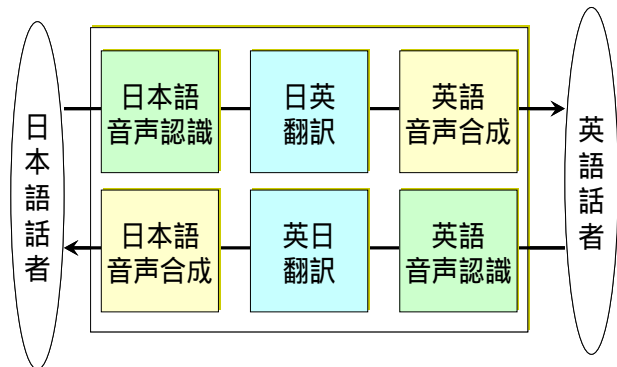 日本語話者
日本語
音声認識
日英
翻訳
英語
音声合成
日本語
音声合成
英日
翻訳
英語
音声認識
英語話者